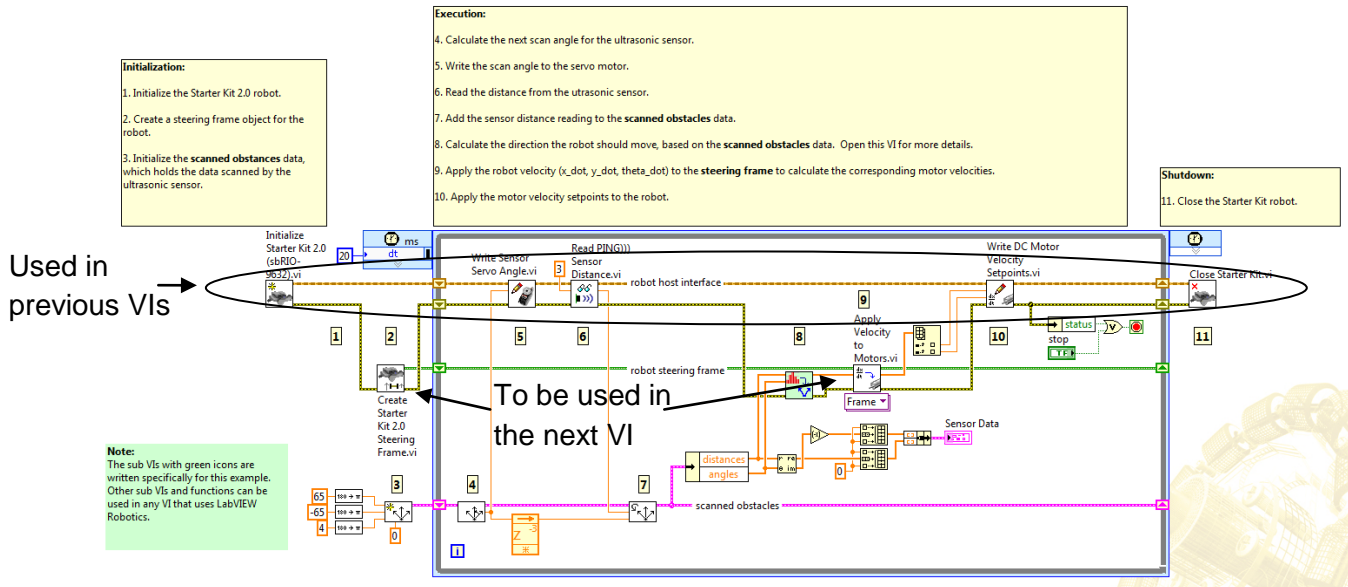 Execution:
4. Calculate the next scan angle for the ultrasonic sensor.
5. Write the scan angle to the servo motor.
6. Read the distance from the utrasonic sensor.
7. Add the sensor distance reading to the scanned obstacles data.
8. Calculate the direction the robot should move, based on the scanned obstacles data.  Open this VI for more details.
9. Apply the robot velocity (x_dot, y_dot, theta_dot) to the steering frame to calculate the corresponding motor velocities.
10. Apply the motor velocity setpoints to the robot.
Initialization:
1. Initialize the Starter Kit 2.0 robot.
2. Create a steering frame object for the
robot.
3. Initialize the scanned obstances data,
which holds the data scanned by the
ultrasonic sensor.
Shutdown:
11. Close the Starter Kit robot.
Initialize
Starter Kit 2.0
(sbRIO-
9632).vi
20
ms
dt
Write Sensor
Servo Angle.vi
3
Read PING)))
Sensor
Distance.vi
robot host interface
Write DC Motor
Velocity
Setpoints.vi
Close Starter Kit.vi
Used in
previous VIs
1
2
5
6
8
9
10
11
Apply
Velocity
to
Motors.vi
Frame
status
stop
TF
robot steering frame
Create
Starter
Kit 2.0
Steering
Frame.vi
To be used in
the next VI
Sensor Data
distances
angles
r re
θ im
-1
0
Note:
The sub VIs with green icons are
written specifically for this example.
Other sub VIs and functions can be
used in any VI that uses LabVIEW
Robotics.
65
-65
4
180 → π
180 → π
180 → π
3
0
4
7
Z
-3
scanned obstacles
i